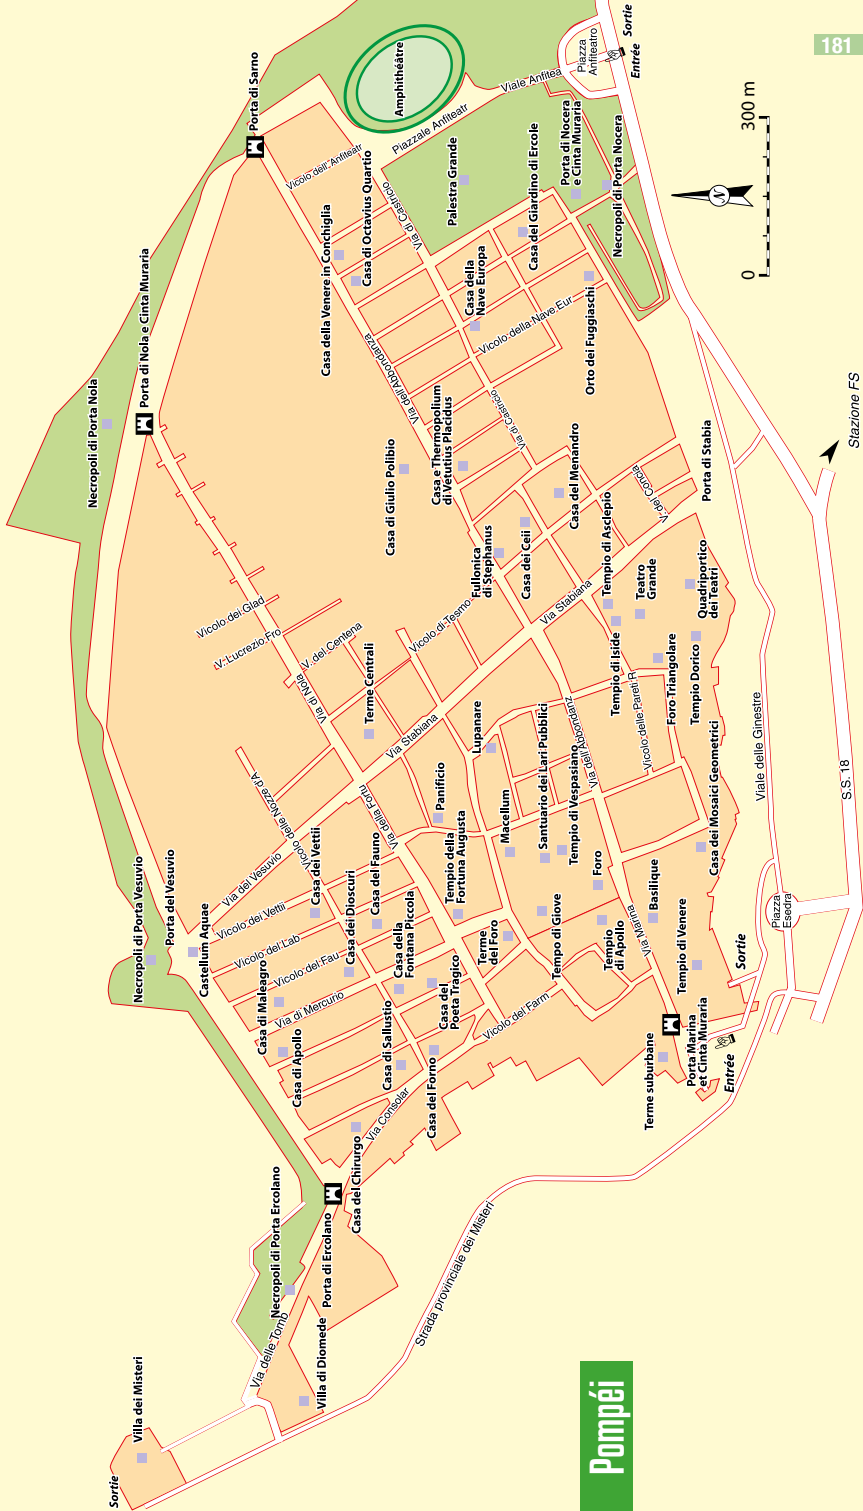 181
Pompéi
0
300 m
N
Stazione FS
Villa dei Misteri
Sortie
Villa di Diomede
Via delle Tomb
Necropoli di Porta Ercolano
Porta di Ercolano
Casa del Chirurgo
Via Consolar
Strada provinciale dei Misteri
Casa del Forno
Casa di Sallustio
Casa di Apollo
Casa di Maleagro
Via di Mercurio
Vicolo del Fau
Vicolo del Lab
Vicolo dei Vettii
Via del Vesuvio
Castellum Aquae
Necropoli di Porta Vesuvio
Porta del Vesuvio
Casa dei Vettii
Casa dei Dioscuri
Casa del Fauno
Casa della
Fontana Piccola
Casa del
Poeta Tragico
Vicolo del Farm
Terme
del Foro
Tempio della
Fortuna Augusta
Panificio
Via della Fortu
Vicolo delle Nozze d'A
Via Stabiana
Lupanare
Macellum
Santuario dei Lari Pubblici
Tempio di Vespasiano
Foro
Tempo di Giove
Tempio
di Apollo
Via Marina
Basilique
Tempio di Venere
Casa dei Mosaici Geometrici
Sortie
Piazza
Esedra
Terme suburbane
Porta Marina
et Cinta Muraria
Entrée
Viale delle Ginestre
S.S. 18
Terme Centrali
Via di Nola
V. del Centena
V. Lucrezio Fro
Vicolo dei Glad
Vicolo di Tesmo
Via Stabiana
Via dell'Abbondanz
Vicolo delle Pareti R
Tempio di Iside
Foro Triangolare
Tempio Dorico
Tempio di Asclepio
Teatro
Grande
Quadriportico
dei Teatri
V. del Concia
Porta di Stabia
Fullonica
di Stephanus
Casa dei Ceii
Casa del Menandro
Casa di Giulio Polibio
Casa e Thermopolium
di Vetutius Placidus
Via dell'Abbondanza
Via di Castricio
Vicolo della Nave Eur
Casa della
Nave Europa
Orto dei Fuggiaschi
Casa del Giardino di Ercole
Casa della Venere in Conchiglia
Casa di Octavius Quartio
Via di Castricio
Vicolo dell'Anfiteatr
Necropoli di Porta Nola
Porta di Nola e Cinta Muraria
Porta di Sarno
Amphithéâtre
Piazzale Anfiteatr
Palestra Grande
Viale Anfitea
Porta di Nocera
e Cinta Muraria
Necropoli di Porta Nocera
Piazza
Anfiteatro
Sortie
Entrée